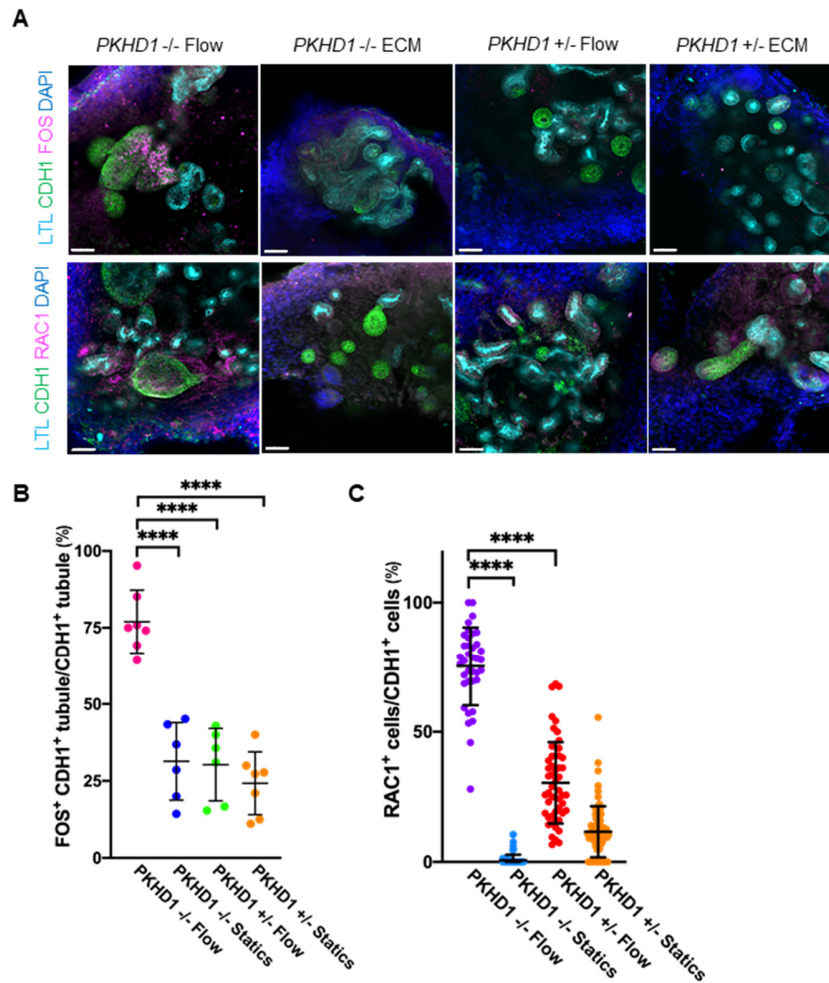 A
PKHD1 -/- Flow PKHD1 -/- ECM PKHD1 +/- Flow PKHD1 +/- ECM
LTL CDH1 FOS DAPI
LTL CDH1 RAC1 DAPI
B
FOS+ CDH1+ tubule/CDH1+ tubule (%)
**** 
****
****
100
75
50
25
0
PKHD1 -/- Flow
PKHD1 -/- Statics
PKHD1 +/- Flow
PKHD1 +/- Statics
C
RAC1+ cells/CDH1+ cells (%)
****
****
100
50
0
PKHD1 -/- Flow
PKHD1 -/- Statics
PKHD1 +/- Flow
PKHD1 +/- Statics